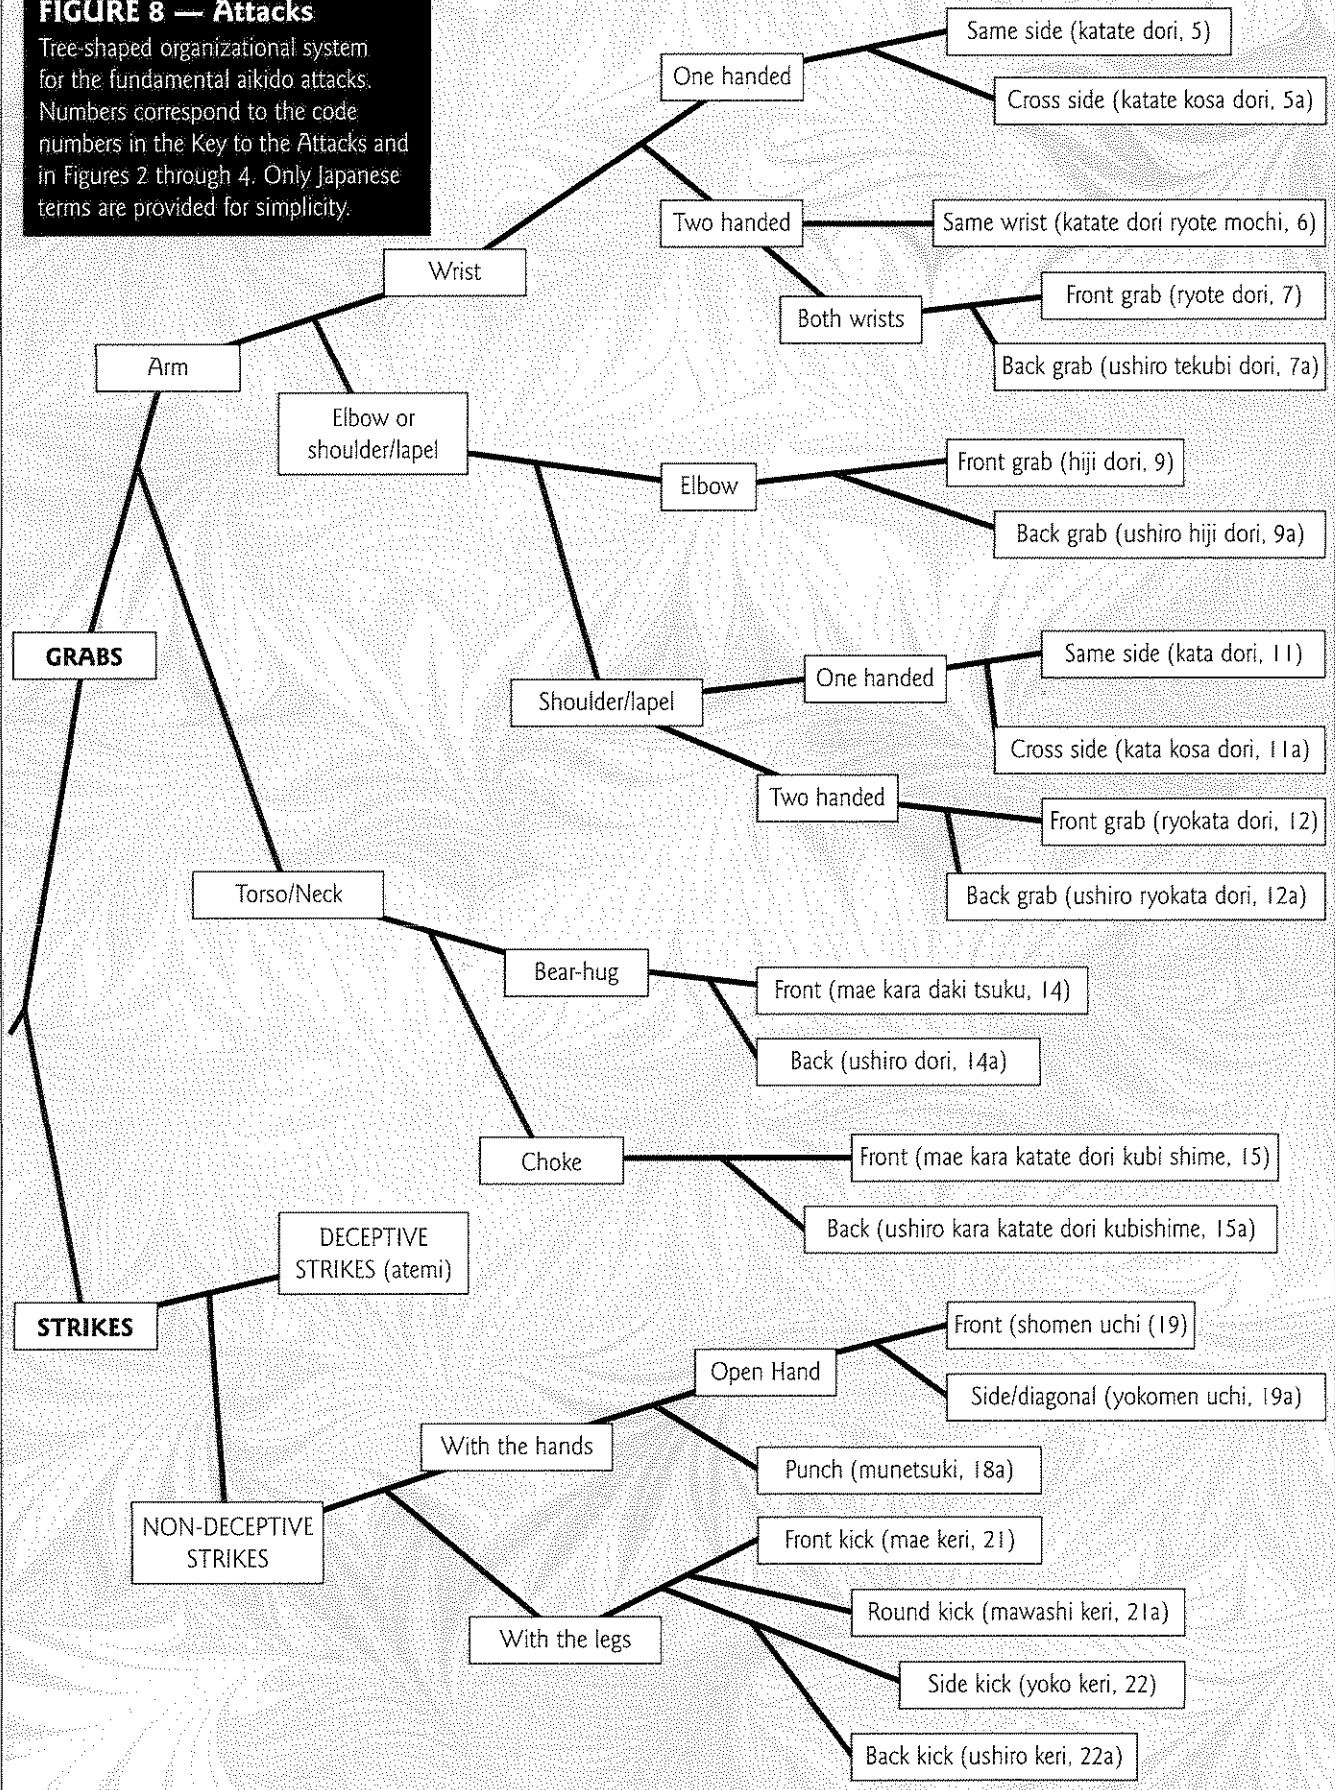 FIGURE 8 — Attacks
Tree-shaped organizational system
for the fundamental aikido attacks.
Numbers correspond to the code
numbers in the Key to the Attacks and
in Figures 2 through 4. Only Japanese
terms are provided for simplicity.
Same side (katate dori, 5)
One handed
Cross side (katate kosa dori, 5a)
Two handed
Same wrist (katate dori ryote mochi, 6)
Wrist
Both wrists
Front grab (ryote dori, 7)
Back grab (ushiro tekubi dori, 7a)
Arm
Elbow or
shoulder/lapel
Elbow
Front grab (hiji dori, 9)
Back grab (ushiro hiji dori, 9a)
GRABS
Shoulder/lapel
One handed
Same side (kata dori, 11)
Cross side (kata kosa dori, 11a)
Two handed
Front grab (ryokata dori, 12)
Back grab (ushiro ryokata dori, 12a)
Torso/Neck
Bear-hug
Front (mae kara daki tsuku, 14)
Back (ushiro dori, 14a)
Choke
Front (mae kara katate dori kubi shime, 15)
Back (ushiro kara katate dori kubishime, 15a)
DECEPTIVE
STRIKES (atemi)
STRIKES
Open Hand
Front (shomen uchi (19)
Side/diagonal (yokomen uchi, 19a)
With the hands
Punch (munetsuki, 18a)
NON-DECEPTIVE
STRIKES
With the legs
Front kick (mae keri, 21)
Round kick (mawashi keri, 21a)
Side kick (yoko keri, 22)
Back kick (ushiro keri, 22a)